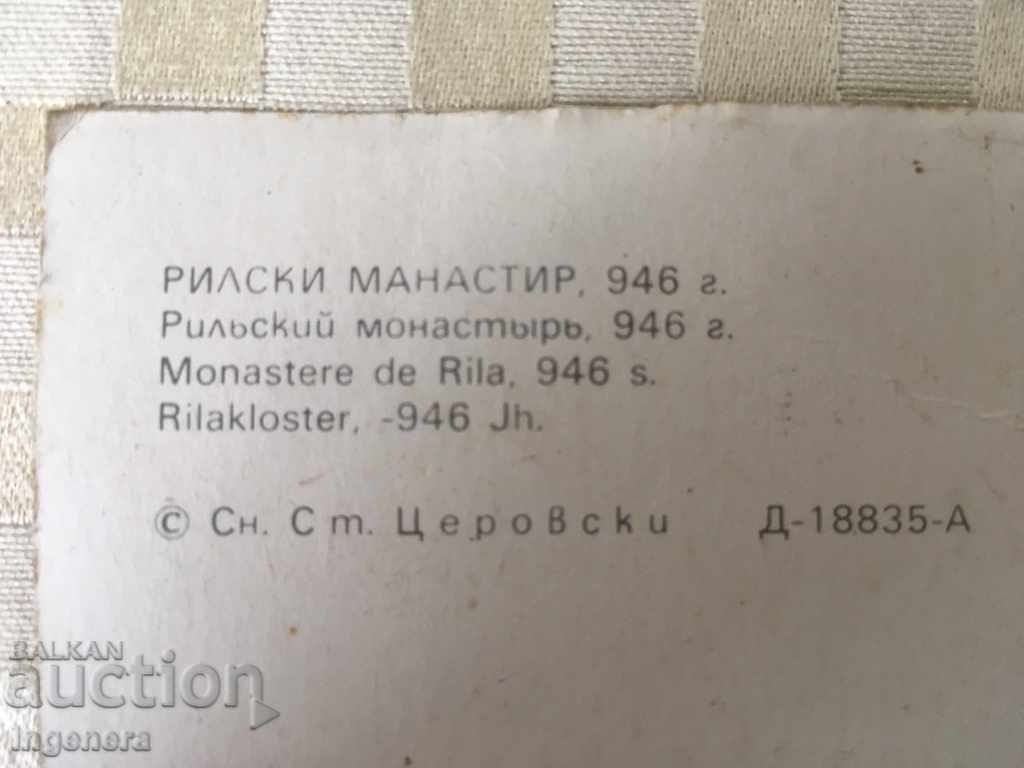 РИЛСКИ МАНАСТИР, 946 г.
Рильский монастырь, 946 г.
Monastere de Rila, 946 s.
Rilakloster, -946 Jh.
© Сн. Ст. Церовски Д-18835-А
BALKAN
auction
Ingenera